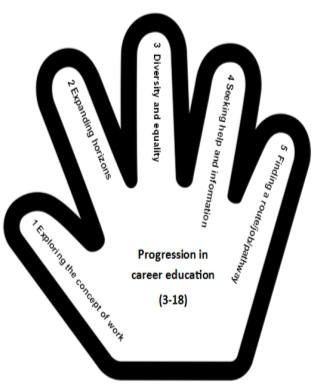 1 Exploring the concept of work
2 Expanding horizons
3 Diversity and equality
4 Seeking help and information
5 Finding a route/job/pathway
Progression in
career education
(3-18)